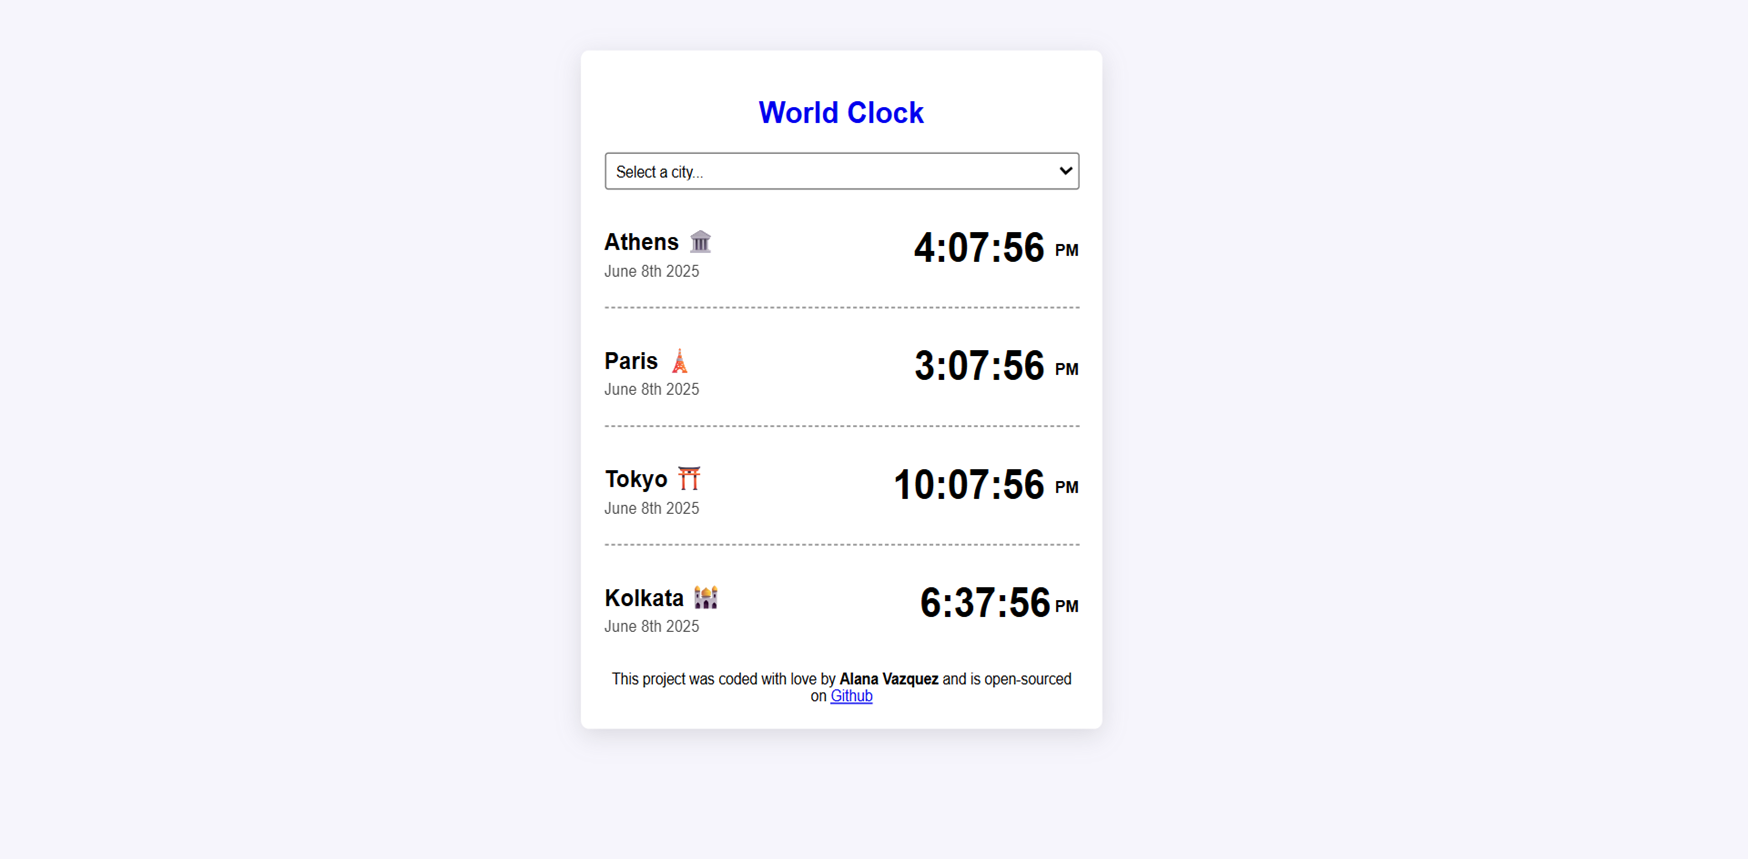 World Clock
Select a city...
Athens 🏛️
4:07:56 PM
June 8th 2025
Paris 🗼
3:07:56 PM
June 8th 2025
Tokyo ⛩️
10:07:56 PM
June 8th 2025
Kolkata 🕌
6:37:56 PM
June 8th 2025
This project was coded with love by Alana Vazquez and is open-sourced
on Github